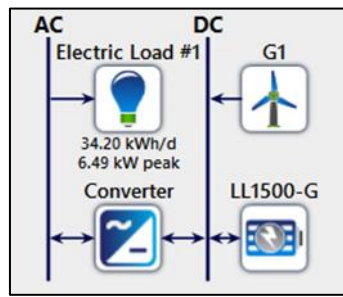 AC DC
Electric Load #1 G1
34.20 kWh/d
6.49 kW peak
Converter LL1500-G